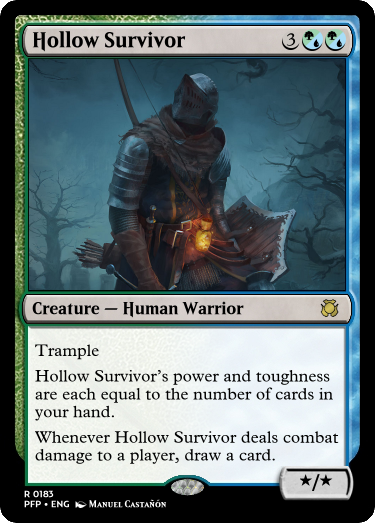 Hollow Survivor 3
Creature — Human Warrior
Trample
Hollow Survivor's power and toughness
are each equal to the number of cards in
your hand.
Whenever Hollow Survivor deals combat
damage to a player, draw a card.
*/*
R 0183
PFP • ENG Manuel Castañón